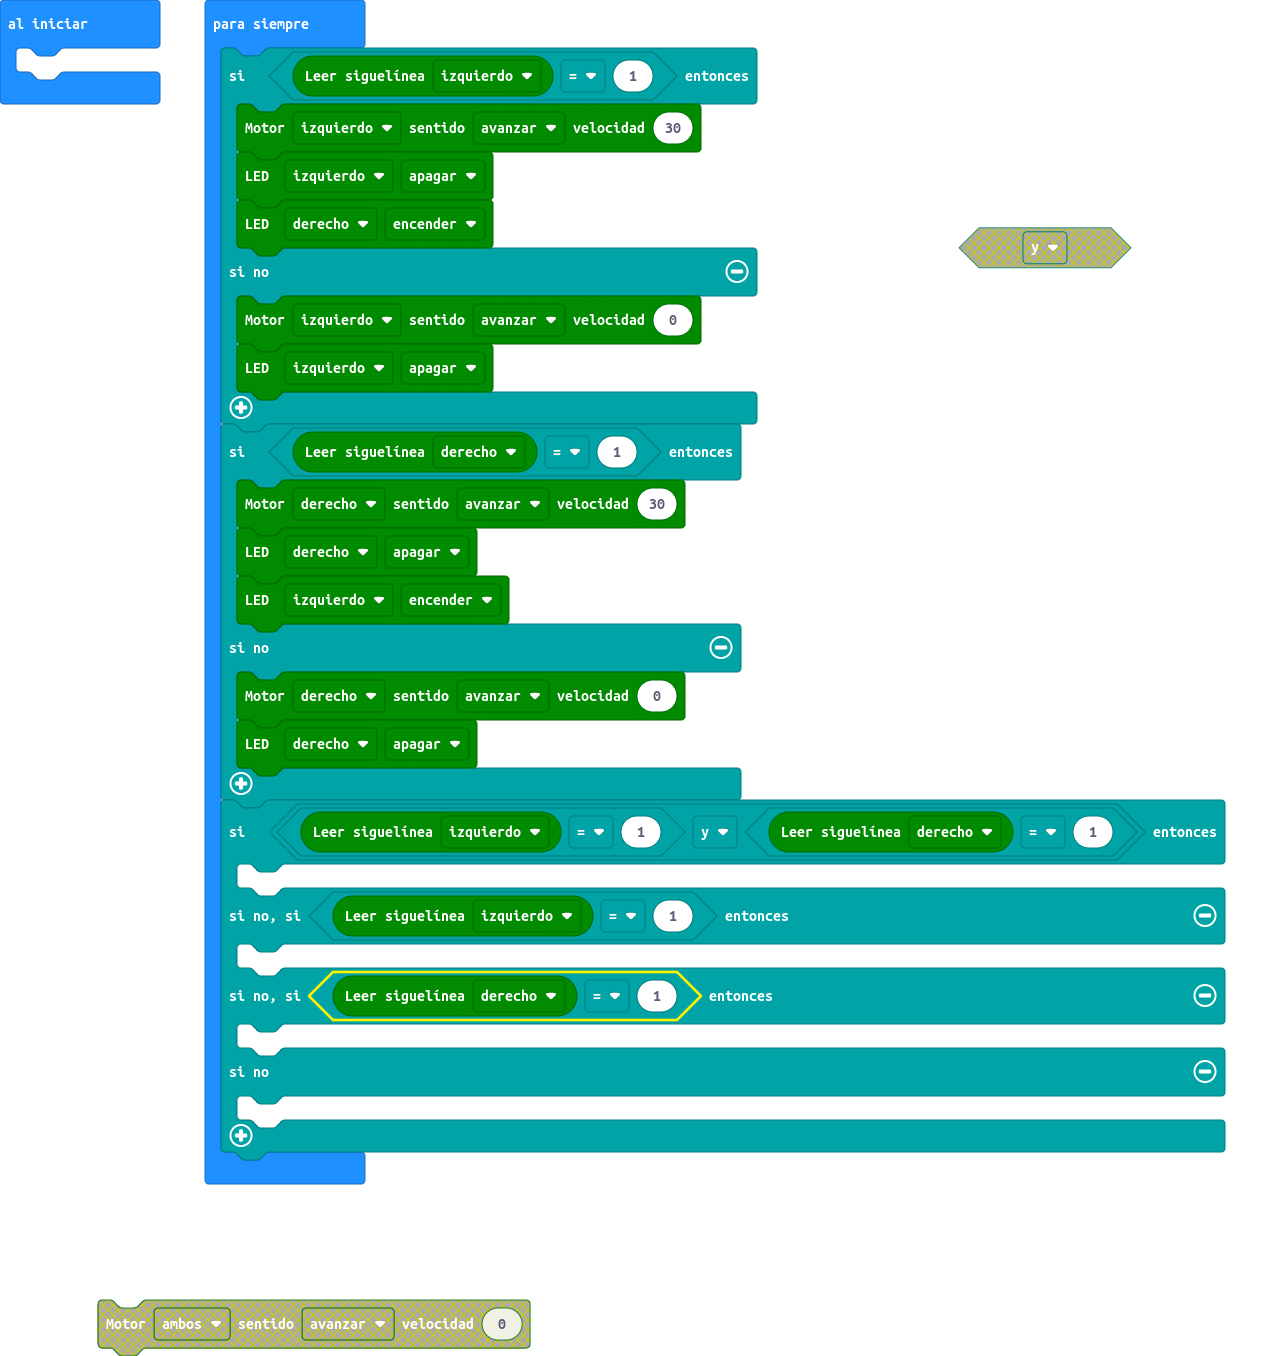 al iniciar
para siempre
si Leer siguelínea izquierdo = 1 entonces
Motor izquierdo sentido avanzar velocidad 30
LED izquierdo apagar
LED derecho encender
si no
Motor izquierdo sentido avanzar velocidad 0
LED izquierdo apagar
si Leer siguelínea derecho = 1 entonces
Motor derecho sentido avanzar velocidad 30
LED derecho apagar
LED izquierdo encender
si no
Motor derecho sentido avanzar velocidad 0
LED derecho apagar
si Leer siguelínea izquierdo = 1 y Leer siguelínea derecho = 1 entonces
si no, si Leer siguelínea izquierdo = 1 entonces
si no, si Leer siguelínea derecho = 1 entonces
si no
y
Motor ambos sentido avanzar velocidad 0